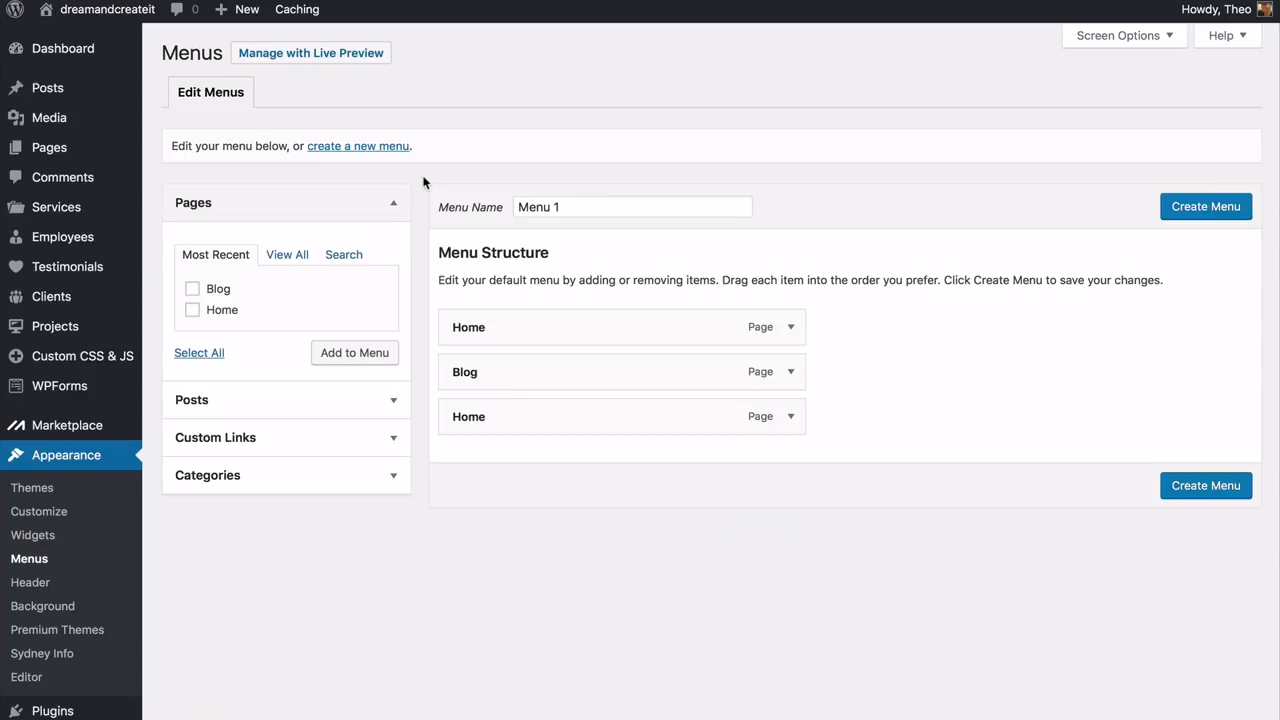 dreamandcreateit 0 New Caching Howdy, Theo
Dashboard
Posts
Media
Pages
Comments
Services
Employees
Testimonials
Clients
Projects
Custom CSS & JS
WPForms
Marketplace
Appearance
Themes
Customize
Widgets
Menus
Header
Background
Premium Themes
Sydney Info
Editor
Plugins
Screen Options Help
Menus Manage with Live Preview
Edit Menus
Edit your menu below, or create a new menu.
Pages
Most Recent View All Search
Blog
Home
Select All Add to Menu
Posts
Custom Links
Categories
Menu Name Menu 1 Create Menu
Menu Structure
Edit your default menu by adding or removing items. Drag each item into the order you prefer. Click Create Menu to save your changes.
Home Page
Blog Page
Home Page
Create Menu